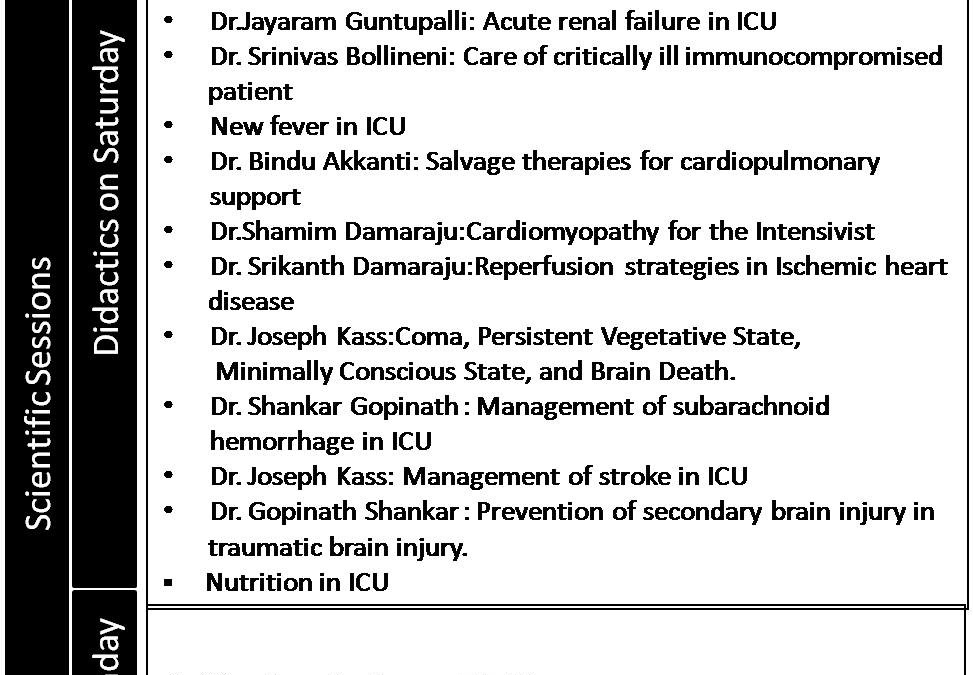 Scientific Sessions
Didactics on Saturday
• Dr.Jayaram Guntupalli: Acute renal failure in ICU
• Dr. Srinivas Bollineni: Care of critically ill immunocompromised
patient
• New fever in ICU
• Dr. Bindu Akkanti: Salvage therapies for cardiopulmonary
support
• Dr.Shamim Damaraju:Cardiomyopathy for the Intensivist
• Dr. Srikanth Damaraju:Reperfusion strategies in Ischemic heart
disease
• Dr. Joseph Kass:Coma, Persistent Vegetative State,
Minimally Conscious State, and Brain Death.
• Dr. Shankar Gopinath : Management of subarachnoid
hemorrhage in ICU
• Dr. Joseph Kass: Management of stroke in ICU
• Dr. Gopinath Shankar : Prevention of secondary brain injury in
traumatic brain injury.
▪ Nutrition in ICU